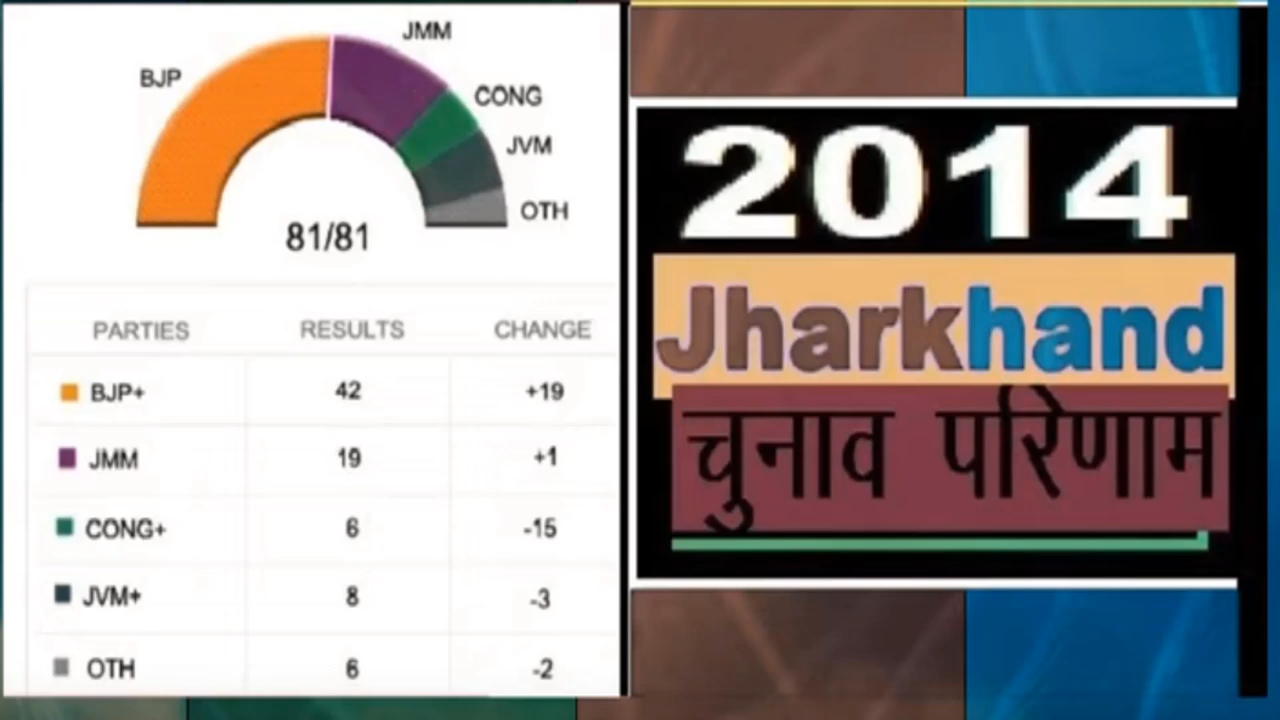 JMM
BJP
CONG
JVM
OTH
81/81
PARTIES RESULTS CHANGE
BJP+ 42 +19
JMM 19 +1
CONG+ 6 -15
JVM+ 8 -3
OTH 6 -2
2014
Jharkhand
चुनाव परिणाम